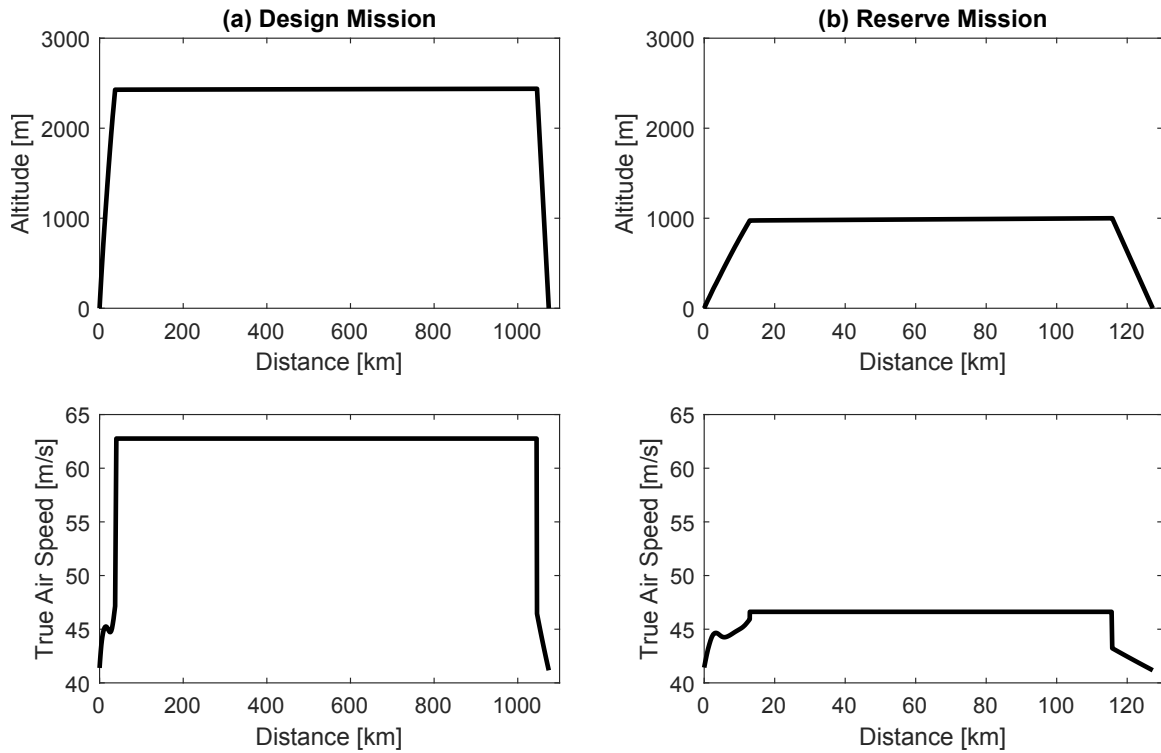 (a) Design Mission
3000
2000
1000
0
Altitude [m]
0 200 400 600 800 1000
Distance [km]
(b) Reserve Mission
3000
2000
1000
0
Altitude [m]
0 20 40 60 80 100 120
Distance [km]
65
60
55
50
45
40
True Air Speed [m/s]
0 200 400 600 800 1000
Distance [km]
65
60
55
50
45
40
True Air Speed [m/s]
0 20 40 60 80 100 120
Distance [km]